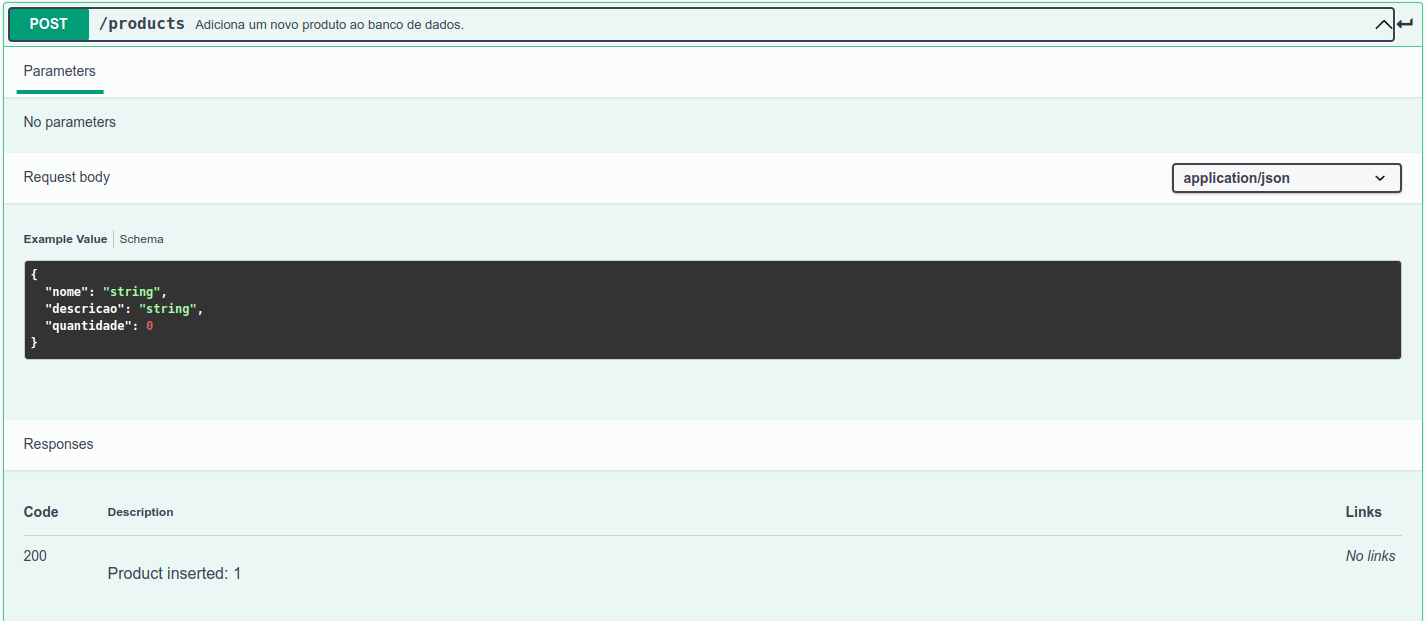 POST /products Adiciona um novo produto ao banco de dados.
Parameters
No parameters
Request body application/json
Example Value Schema
{
"nome": "string",
"descricao": "string",
"quantidade": 0
}
Responses
Code Description Links
200 No links
Product inserted: 1